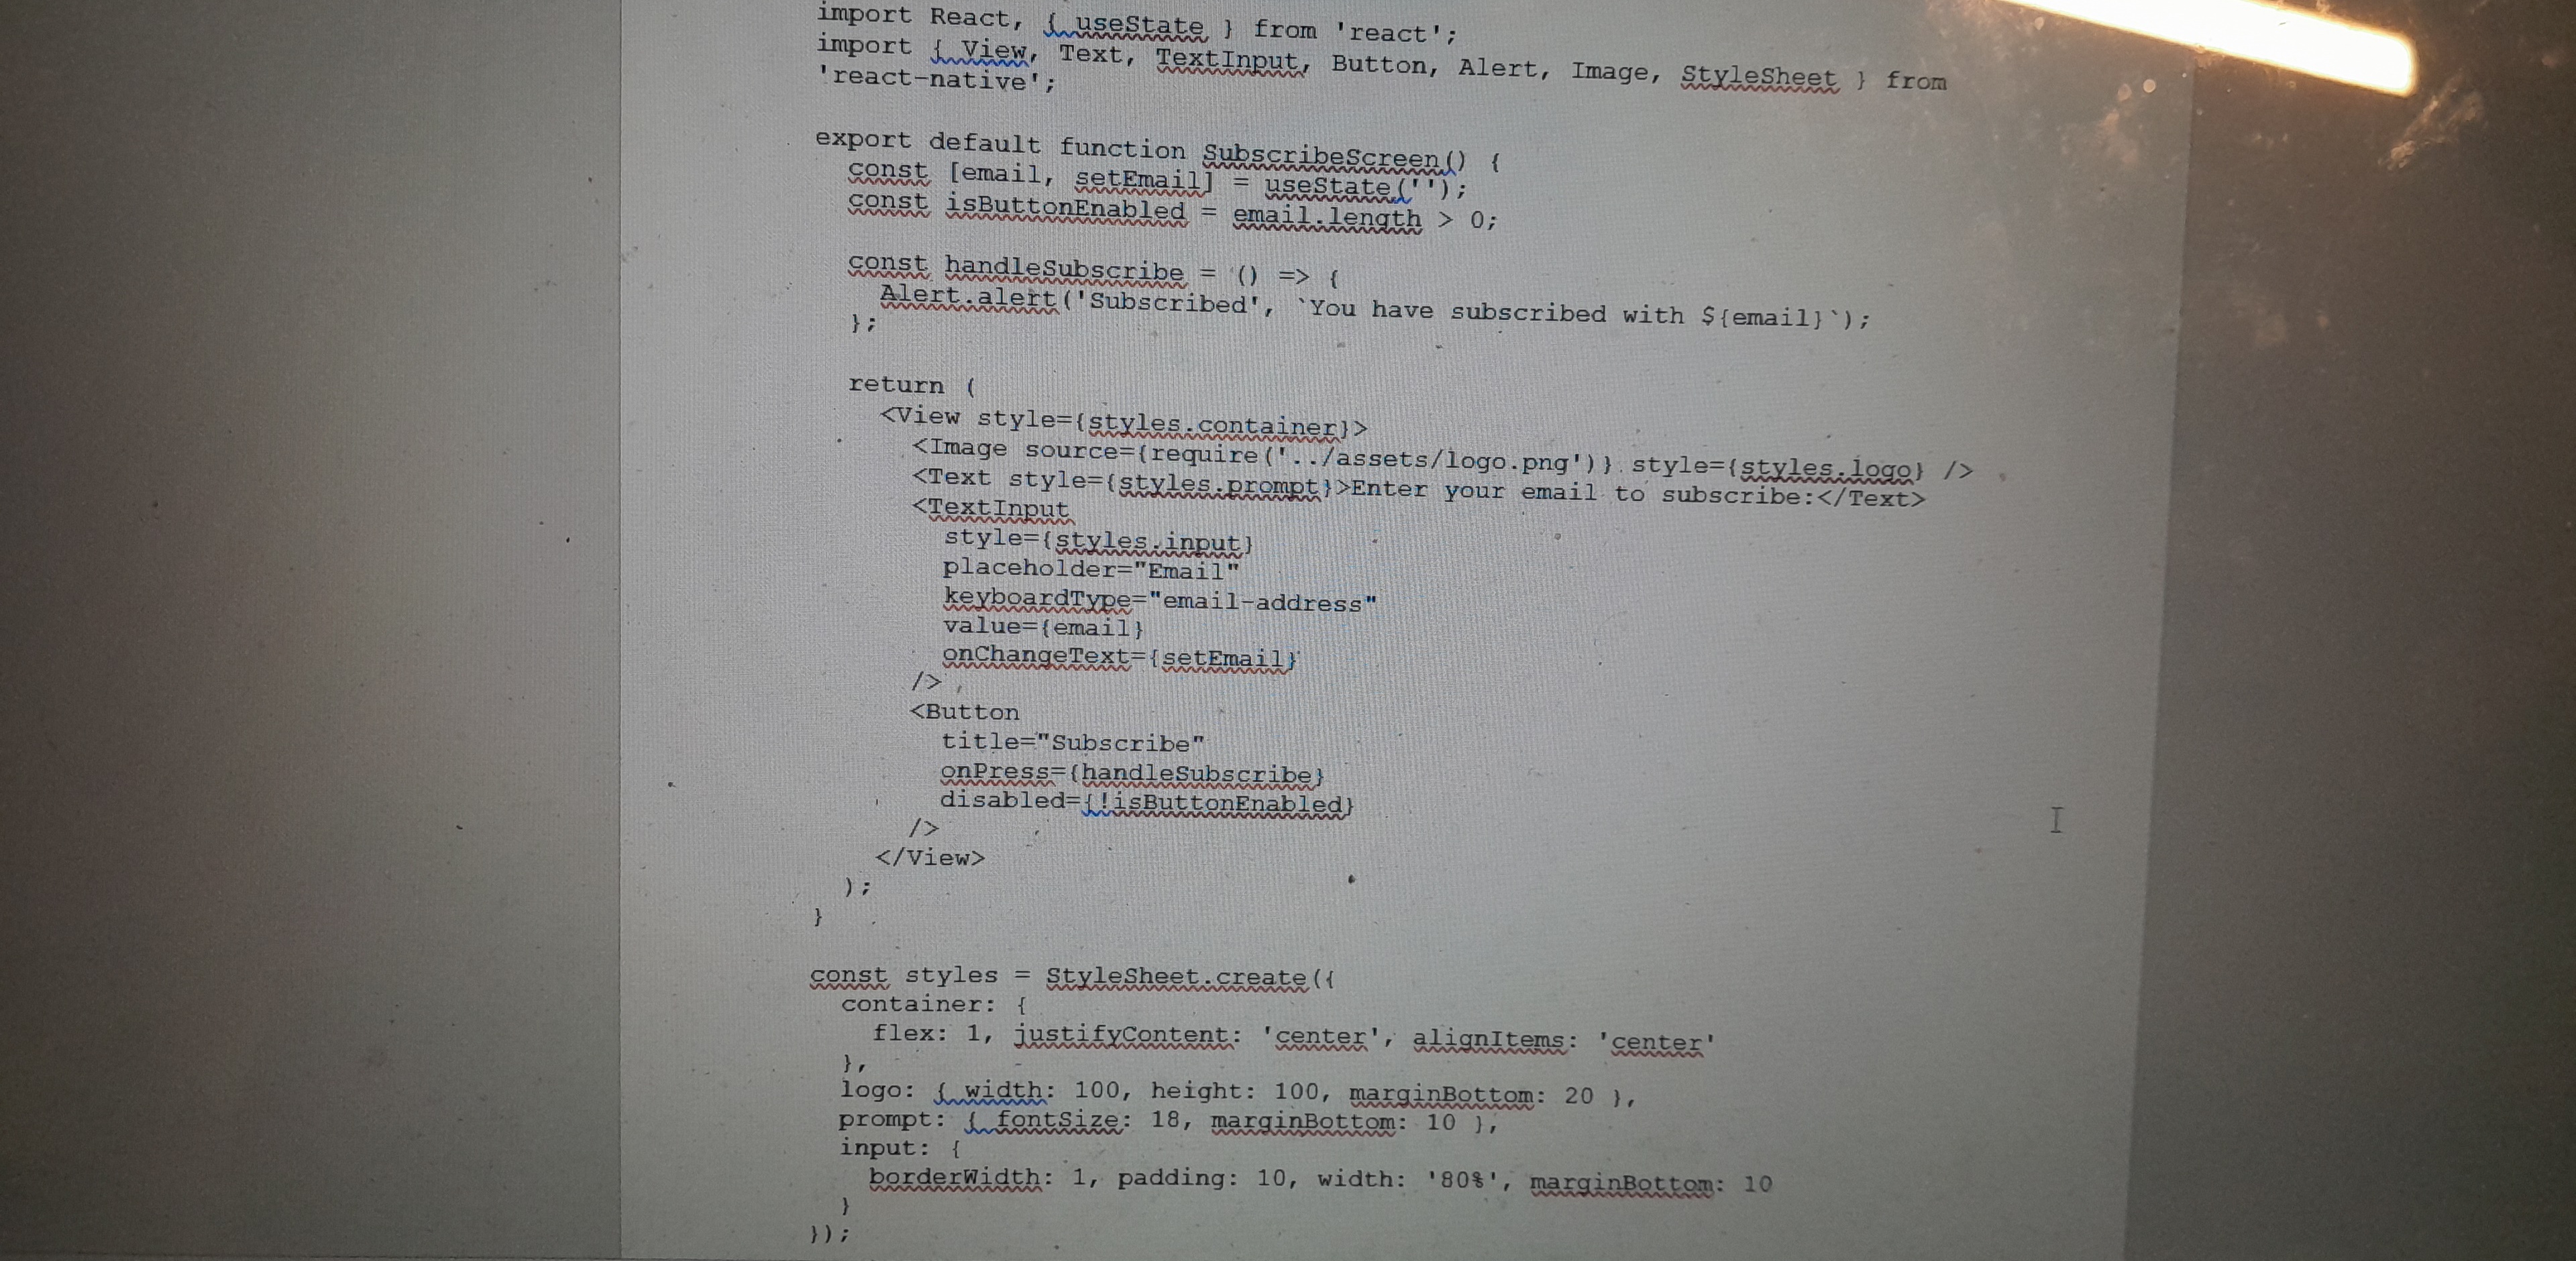 import React, { useState } from 'react';
import { View, Text, TextInput, Button, Alert, Image, StyleSheet } from
'react-native';

export default function SubscribeScreen() {
  const [email, setEmail] = useState('');
  const isButtonEnabled = email.length > 0;

  const handleSubscribe = () => {
    Alert.alert('Subscribed', `You have subscribed with ${email}`);
  };

  return (
    <View style={styles.container}>
      <Image source={require('../assets/logo.png')} style={styles.logo} />
      <Text style={styles.prompt}>Enter your email to subscribe:</Text>
      <TextInput
        style={styles.input}
        placeholder="Email"
        keyboardType="email-address"
        value={email}
        onChangeText={setEmail}
      />
      <Button
        title="Subscribe"
        onPress={handleSubscribe}
        disabled={!isButtonEnabled}
      />
    </View>
  );
}

const styles = StyleSheet.create({
  container: {
    flex: 1, justifyContent: 'center', alignItems: 'center'
  },
  logo: { width: 100, height: 100, marginBottom: 20 },
  prompt: { fontSize: 18, marginBottom: 10 },
  input: {
    borderWidth: 1, padding: 10, width: '80%', marginBottom: 10
  }
});